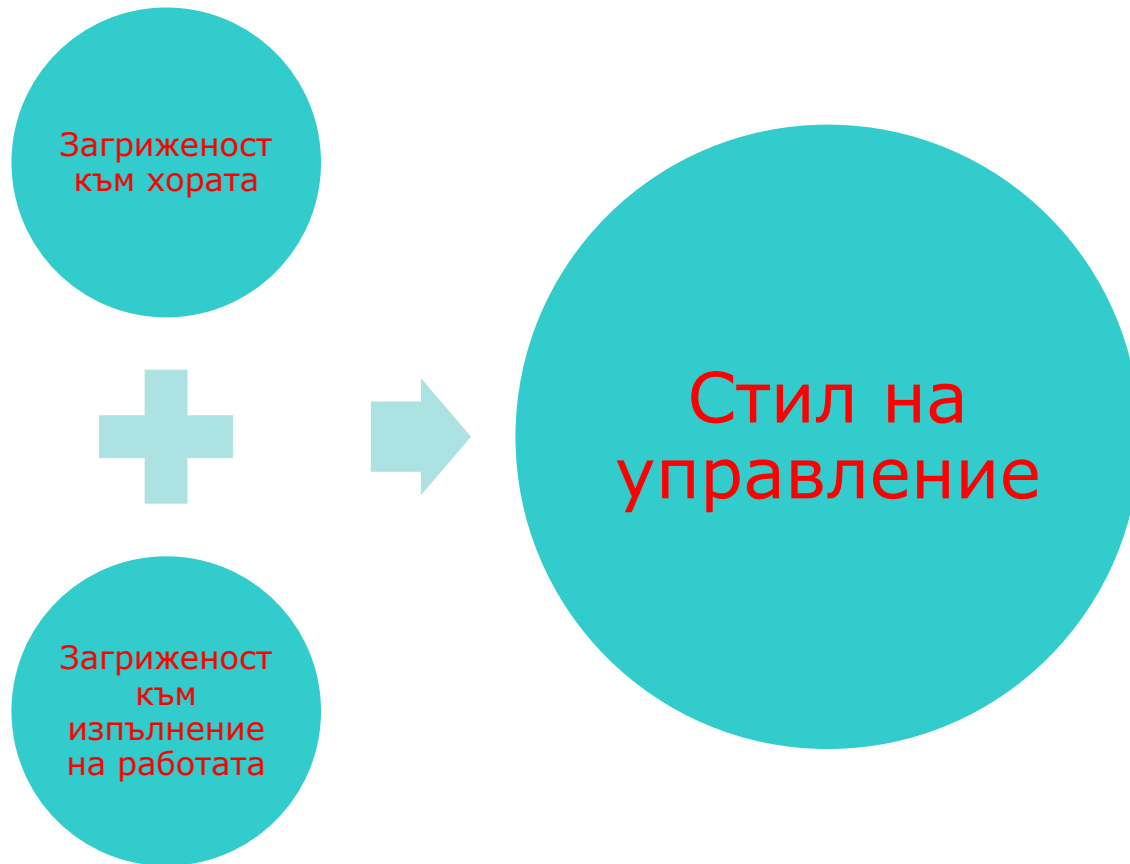 Загриженост
към хората
Загриженост
към
изпълнение
на работата
Стил на
управление